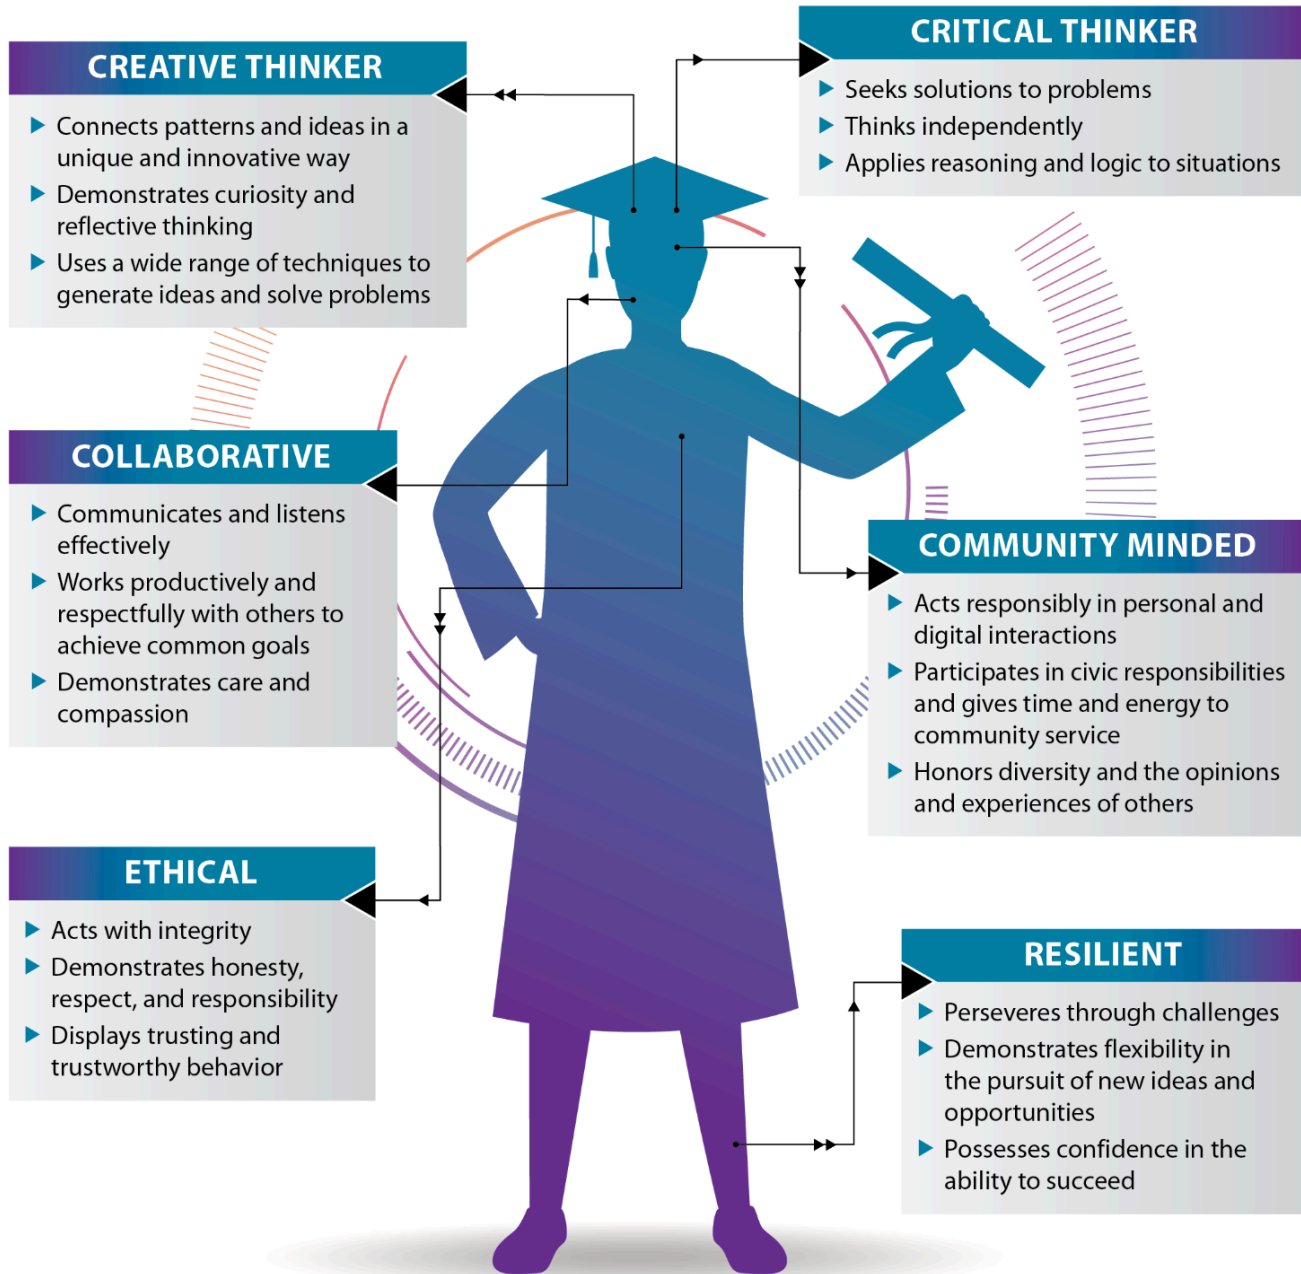 CREATIVE THINKER
Connects patterns and ideas in a
unique and innovative way
Demonstrates curiosity and
reflective thinking
Uses a wide range of techniques to
generate ideas and solve problems
CRITICAL THINKER
Seeks solutions to problems
Thinks independently
Applies reasoning and logic to situations
COLLABORATIVE
Communicates and listens
effectively
Works productively and
respectfully with others to
achieve common goals
Demonstrates care and
compassion
COMMUNITY MINDED
Acts responsibly in personal and
digital interactions
Participates in civic responsibilities
and gives time and energy to
community service
Honors diversity and the opinions
and experiences of others
ETHICAL
Acts with integrity
Demonstrates honesty,
respect, and responsibility
Displays trusting and
trustworthy behavior
RESILIENT
Perseveres through challenges
Demonstrates flexibility in
the pursuit of new ideas and
opportunities
Possesses confidence in the
ability to succeed